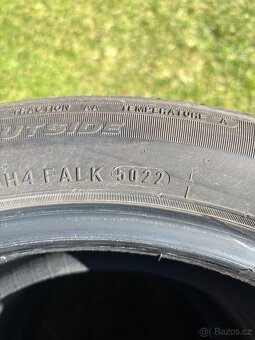 TRACTION AA TEMPERATURE A
OUTSIDE
H4 FALK 5022
Bazos.cz